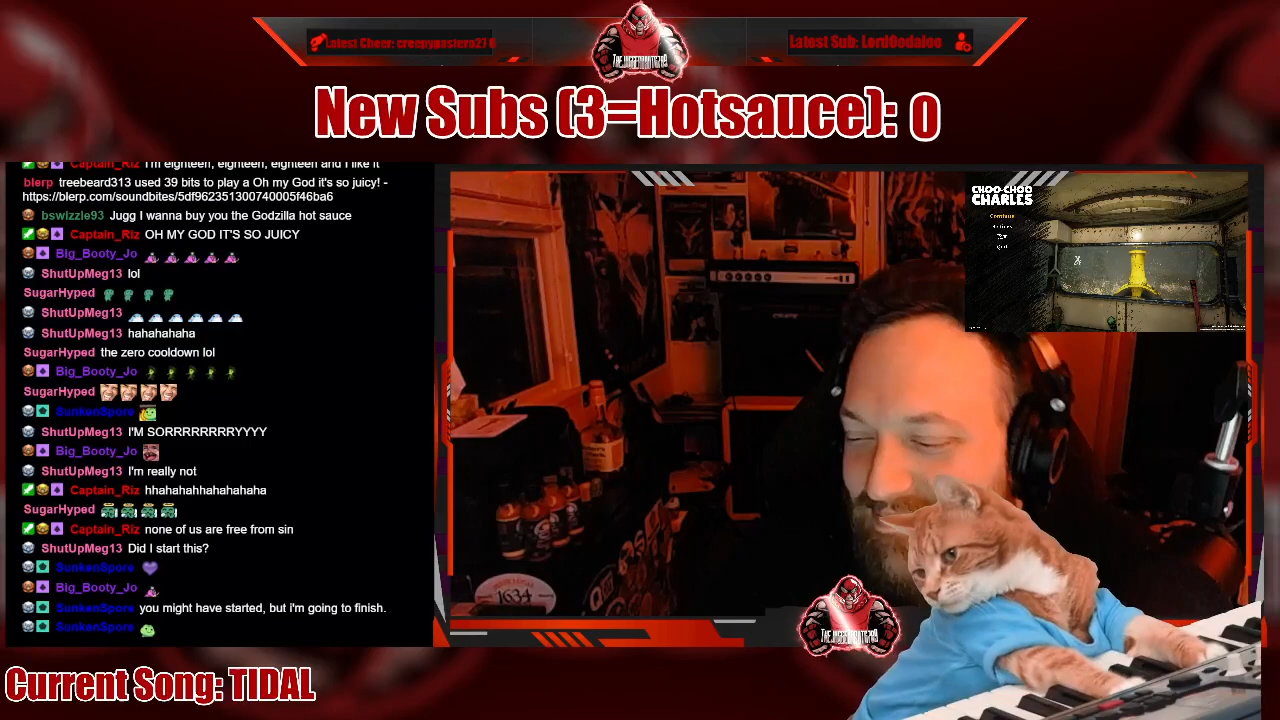 Latest Cheer: creepypasters27 6
Latest Sub: LordOodaloo
New Subs (3=Hotsauce): 0
Captain_Riz I'm eighteen, eighteen, eighteen and I like it
blerp treebeard313 used 39 bits to play a Oh my God it's so juicy! -
https://blerp.com/soundbites/5df962351300740005f46ba6
bswizzle93 Jugg I wanna buy you the Godzilla hot sauce
Captain_Riz OH MY GOD IT'S SO JUICY
Big_Booty_Jo
ShutUpMeg13 lol
SugarHyped
ShutUpMeg13
ShutUpMeg13 hahahahaha
SugarHyped the zero cooldown lol
Big_Booty_Jo
SugarHyped
SunkenSpore
ShutUpMeg13 I'M SORRRRRRRRYYYY
Big_Booty_Jo
ShutUpMeg13 I'm really not
Captain_Riz hhahahahhahahahaha
SugarHyped
Captain_Riz none of us are free from sin
ShutUpMeg13 Did I start this?
SunkenSpore
Big_Booty_Jo
SunkenSpore you might have started, but i'm going to finish.
SunkenSpore
CHOO-CHOO
CHARLES
Continue
Quit
1634
Current Song: TIDAL